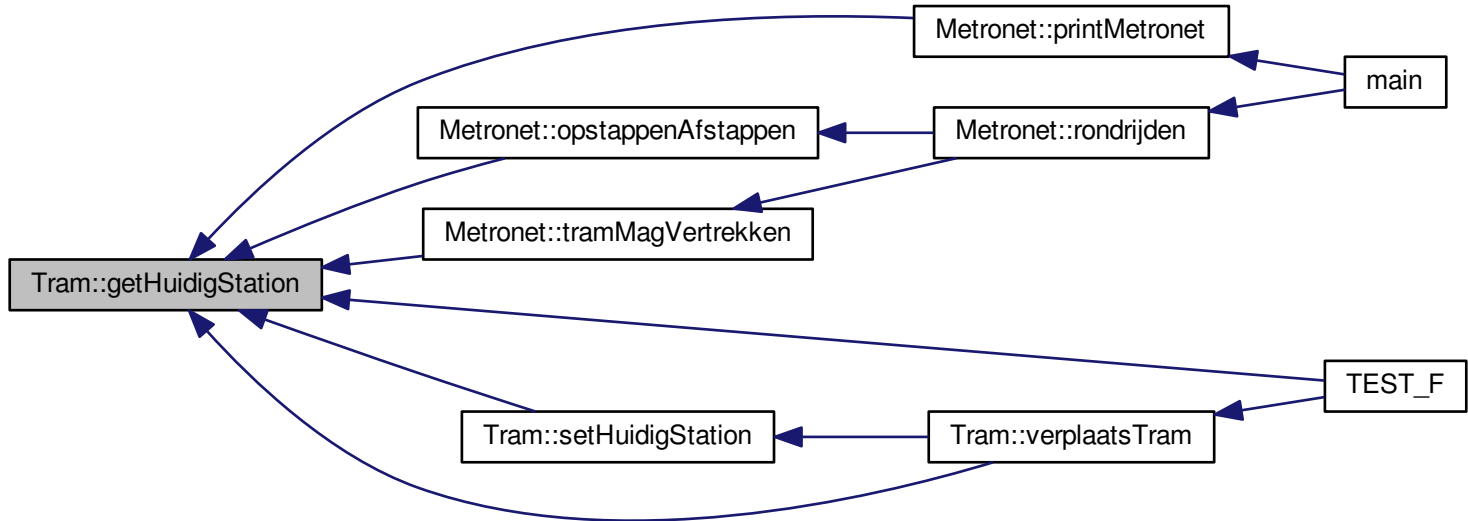 Metronet::printMetronet
main
Metronet::opstappenAfstappen
Metronet::rondrijden
Metronet::tramMagVertrekken
Tram::getHuidigStation
TEST_F
Tram::setHuidigStation
Tram::verplaatsTram